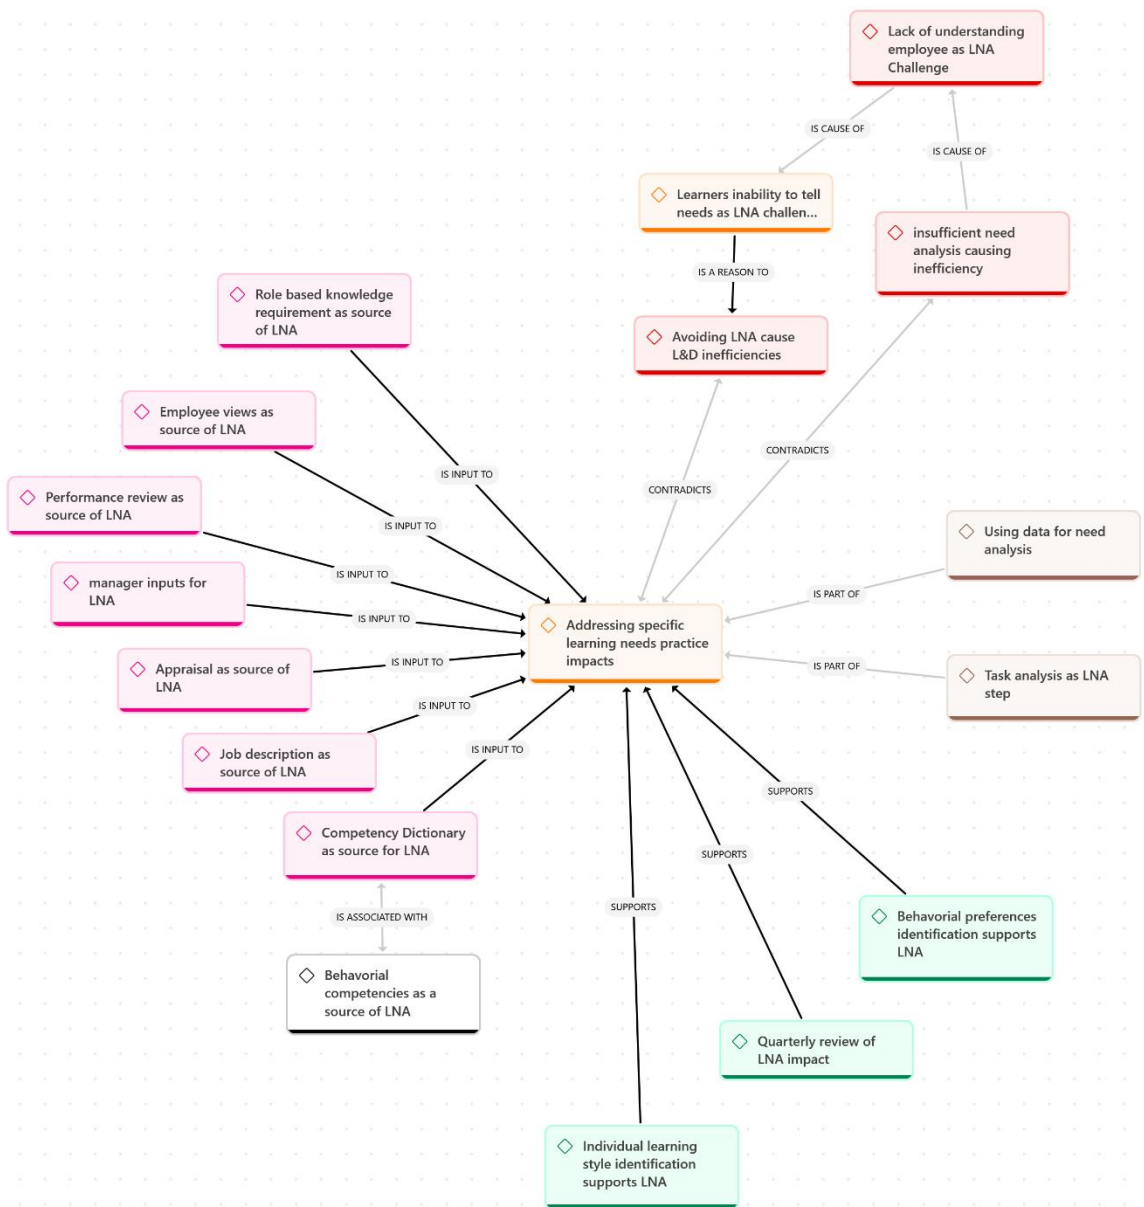 Lack of understanding
employee as LNA
Challenge
IS CAUSE OF
IS CAUSE OF
Learners inability to tell
needs as LNA challen...
insufficient need
analysis causing
inefficiency
IS A REASON TO
Role based knowledge
requirement as source
of LNA
Avoiding LNA cause
L&D inefficiencies
Employee views as
source of LNA
CONTRADICTS
IS INPUT TO
CONTRADICTS
Performance review as
source of LNA
IS INPUT TO
Using data for need
analysis
IS INPUT TO
manager inputs for
LNA
IS PART OF
IS INPUT TO
Addressing specific
learning needs practice
impacts
Appraisal as source of
LNA
IS INPUT TO
IS PART OF
Task analysis as LNA
step
IS INPUT TO
Job description as
source of LNA
IS INPUT TO
SUPPORTS
Competency Dictionary
as source for LNA
SUPPORTS
SUPPORTS
IS ASSOCIATED WITH
Behavorial preferences
identification supports
LNA
Behavorial
competencies as a
source of LNA
Quarterly review of
LNA impact
Individual learning
style identification
supports LNA